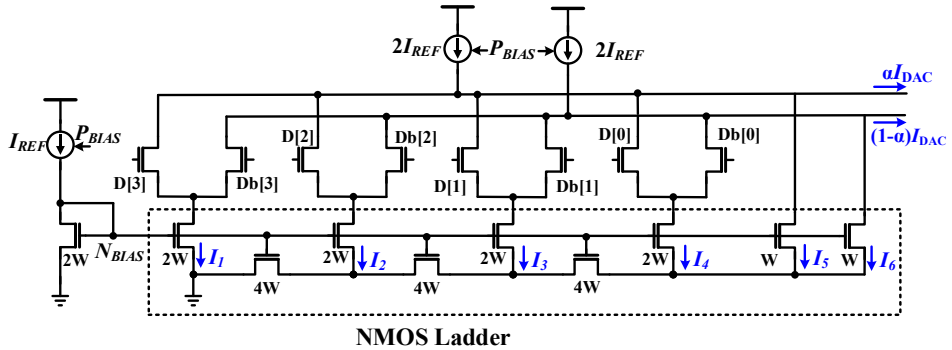 2I_REF P_BIAS 2I_REF
αI_DAC
(1-α)I_DAC
I_REF P_BIAS
D[3] Db[3] D[2] Db[2] D[1] Db[1] D[0] Db[0]
2W N_BIAS 2W I_1 2W I_2 2W I_3 2W I_4 W I_5 W I_6
4W 4W 4W
NMOS Ladder